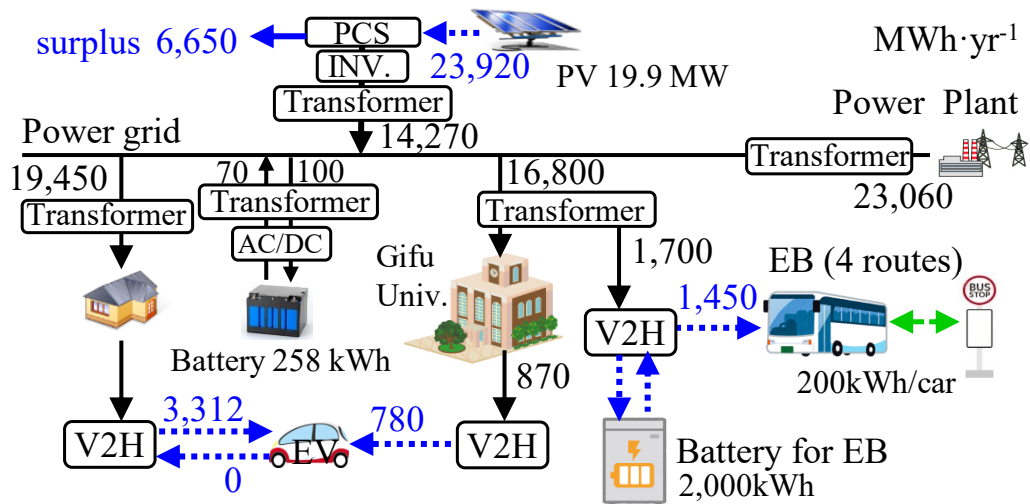 surplus 6,650
PCS
INV.
23,920
PV 19.9 MW
MWh·yr-1
Transformer
14,270
Power grid
Power Plant
Transformer
23,060
19,450
Transformer
70
100
Transformer
AC/DC
Battery 258 kWh
16,800
Transformer
Gifu
Univ.
1,700
EB (4 routes)
BUS
STOP
1,450
V2H
200kWh/car
870
3,312
780
V2H
EV
V2H
0
Battery for EB
2,000kWh